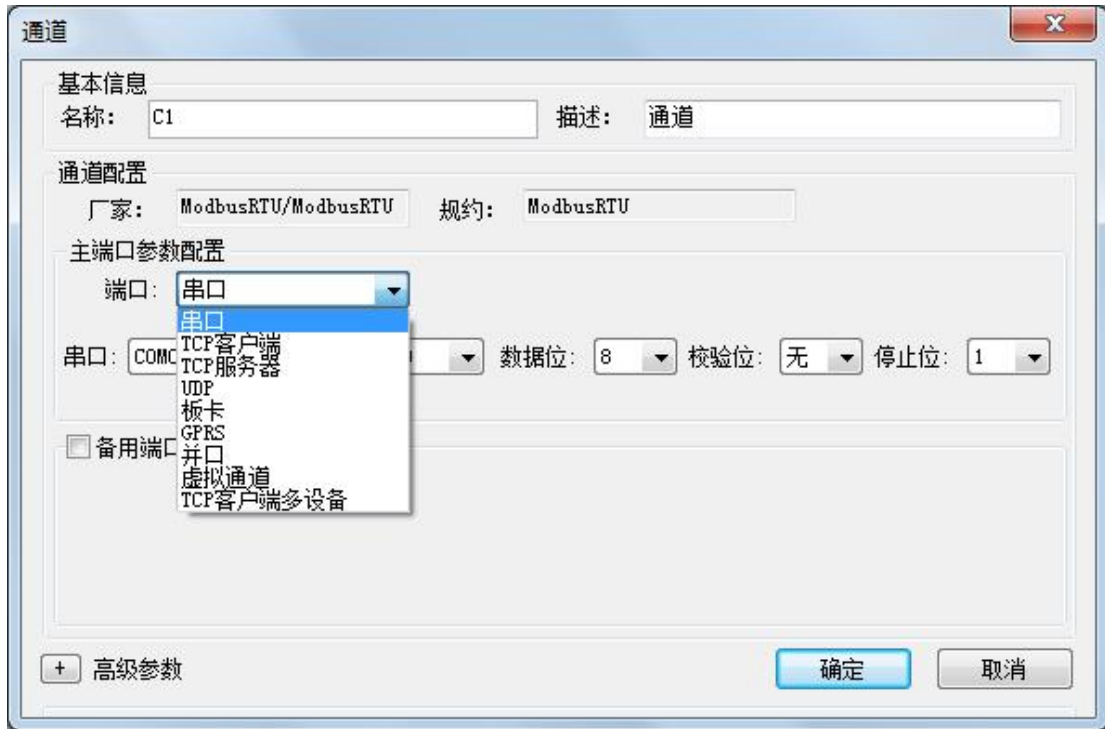 通道
基本信息
名称： C1 描述： 通道
通道配置
厂家： ModbusRTU/ModbusRTU 规约： ModbusRTU
主端口参数配置
端口： 串口
串口
TCP客户端
TCP服务器
UDP
板卡
GPRS
并口
虚拟通道
TCP客户端多设备
串口： 数据位： 8 校验位： 无 停止位： 1
备用端口
+ 高级参数 确定 取消